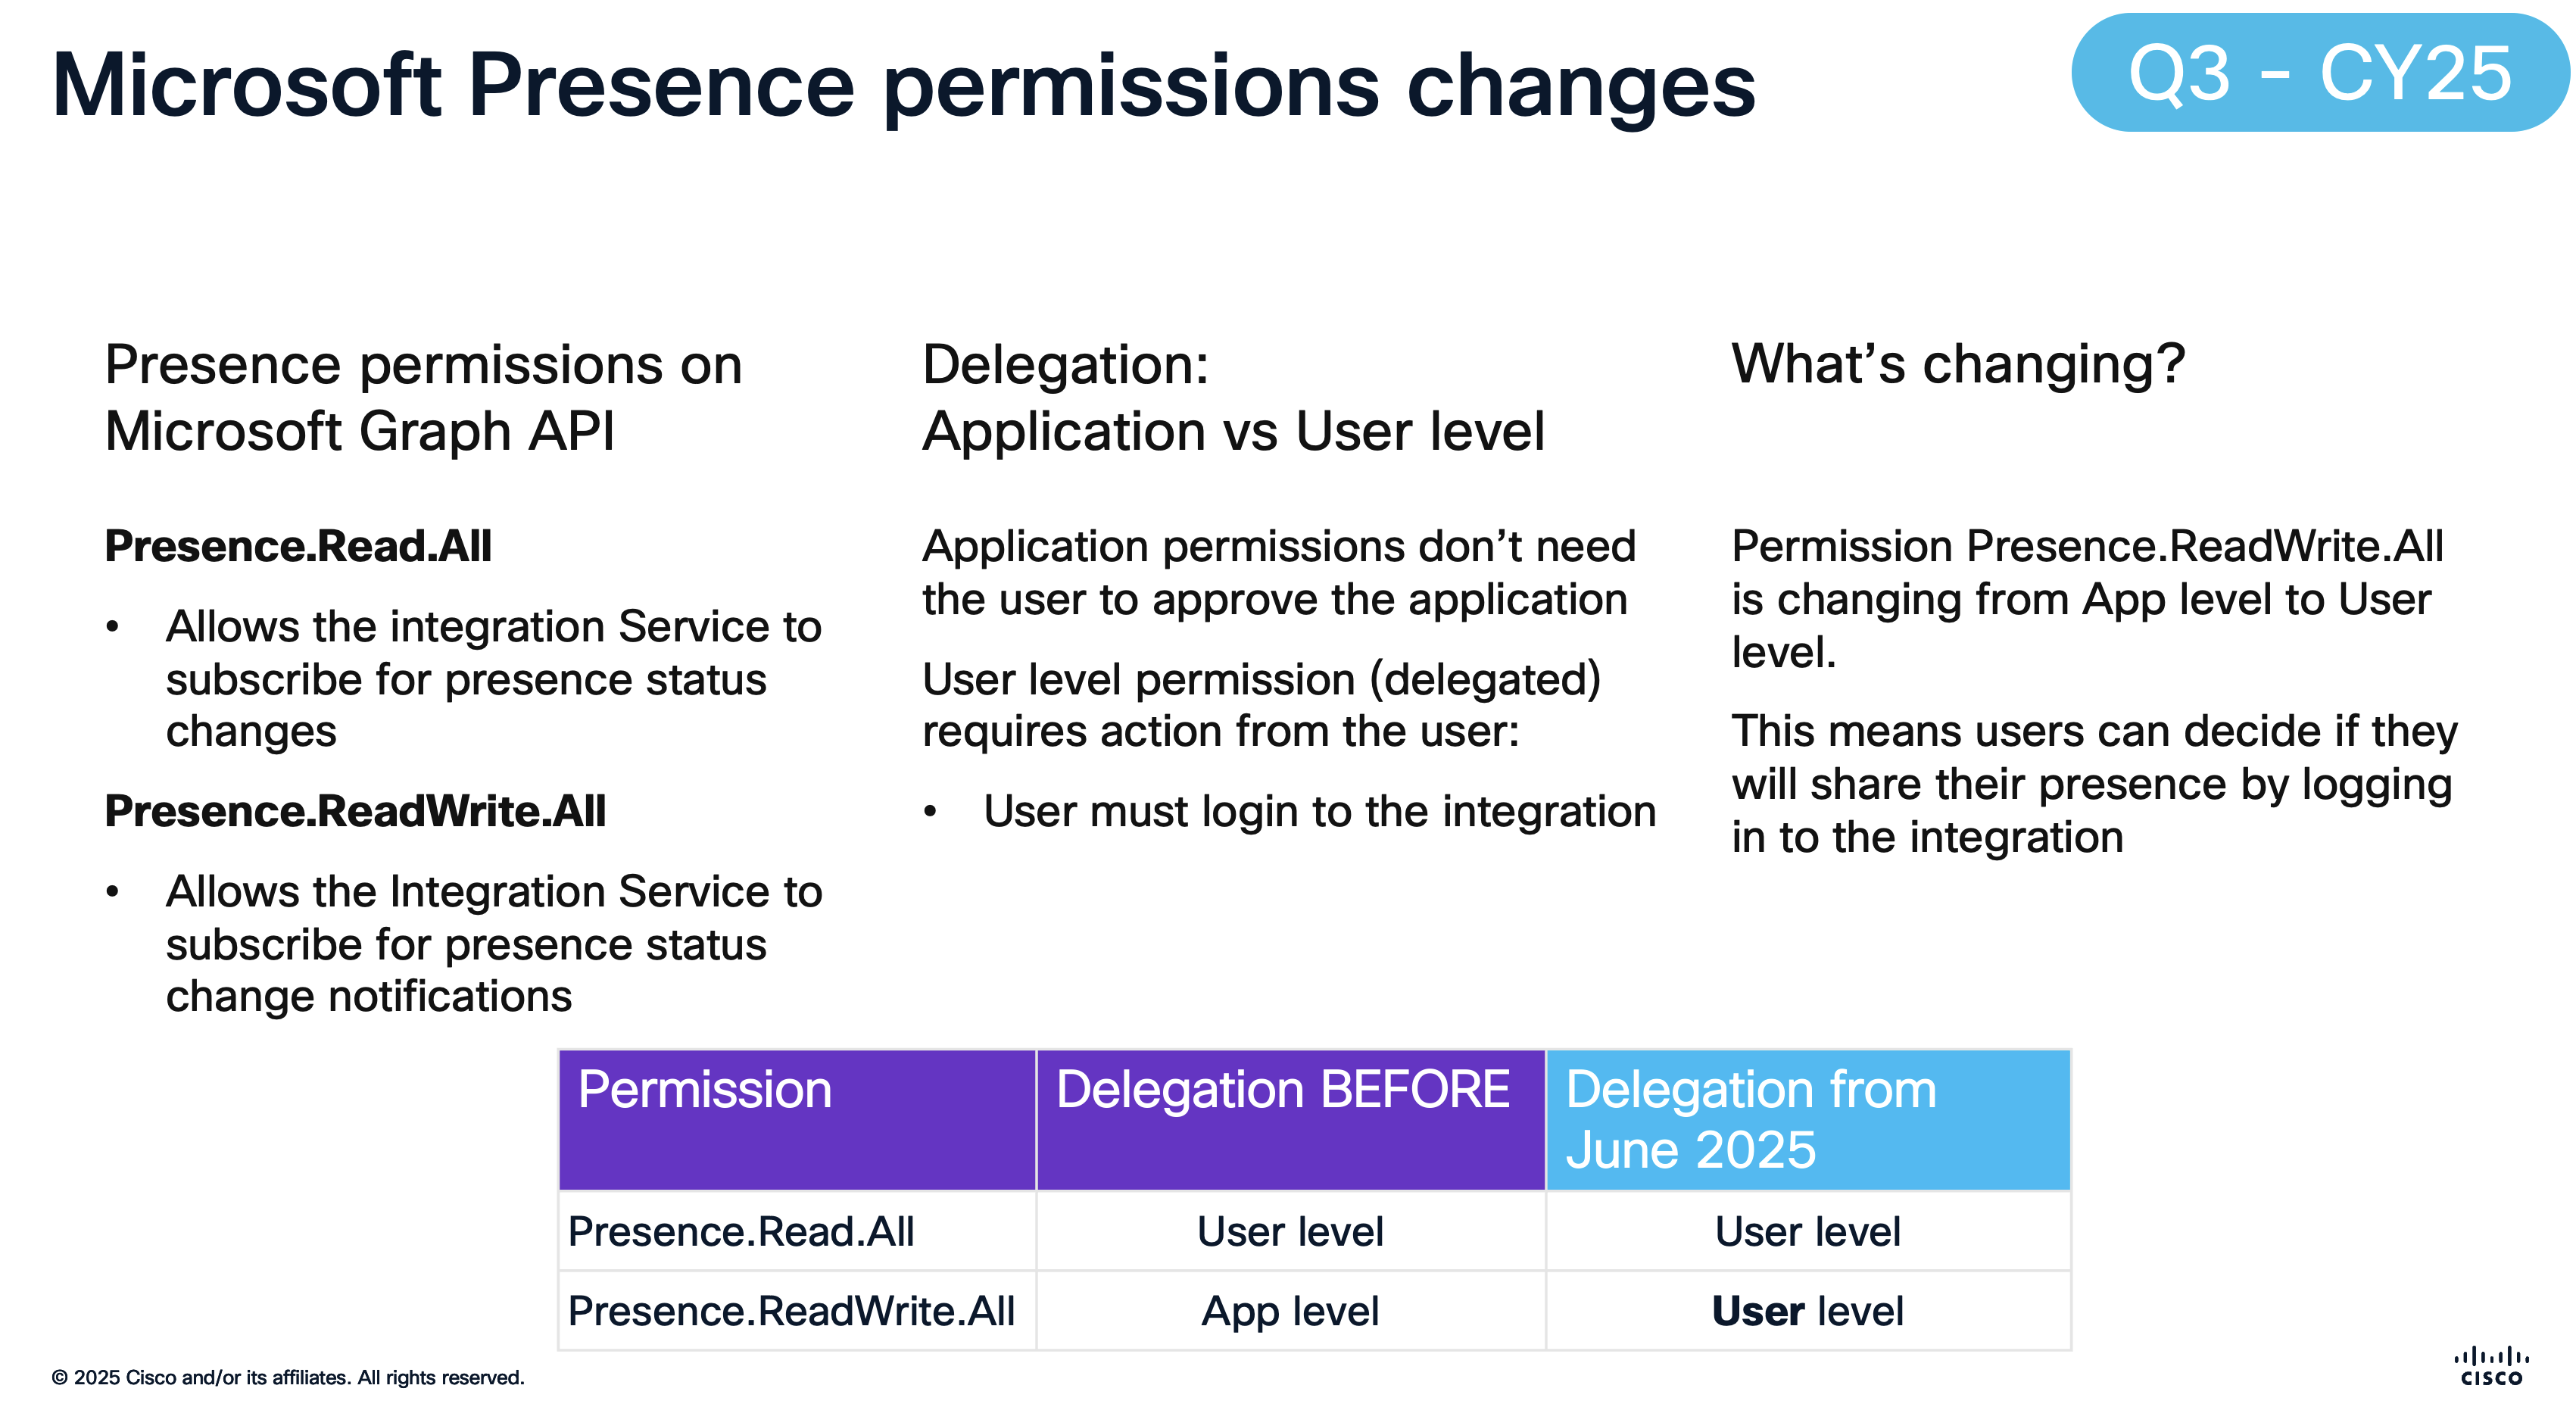 Microsoft Presence permissions changes
Q3 - CY25
Presence permissions on
Microsoft Graph API
Presence.Read.All
• Allows the integration Service to
subscribe for presence status
changes
Presence.ReadWrite.All
• Allows the Integration Service to
subscribe for presence status
change notifications
Delegation:
Application vs User level
Application permissions don’t need
the user to approve the application
User level permission (delegated)
requires action from the user:
• User must login to the integration
What’s changing?
Permission Presence.ReadWrite.All
is changing from App level to User
level.
This means users can decide if they
will share their presence by logging
in to the integration
Permission
Delegation BEFORE
Delegation from
June 2025
Presence.Read.All
User level
User level
Presence.ReadWrite.All
App level
User level
© 2025 Cisco and/or its affiliates. All rights reserved.
CISCO